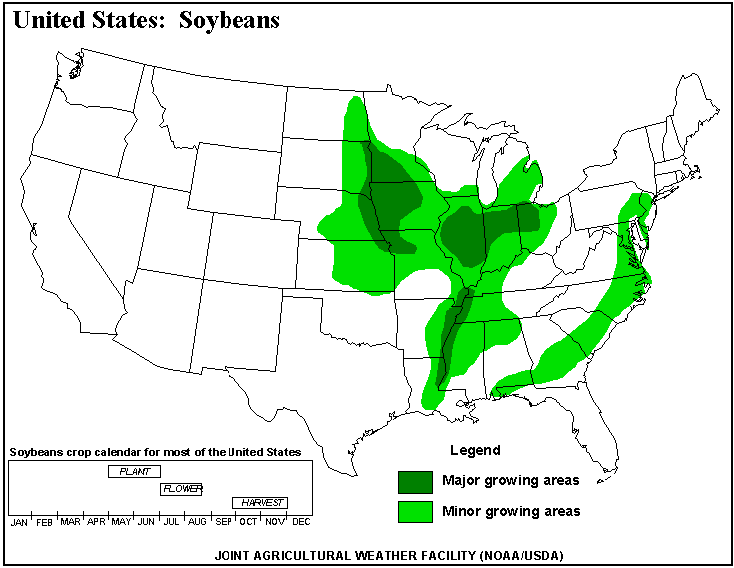 United States:  Soybeans
Soybeans crop calendar for most of the United States
PLANT
FLOWER
HARVEST
JAN FEB MAR APR MAY JUN JUL AUG SEP OCT NOV DEC
Legend
Major growing areas
Minor growing areas
JOINT AGRICULTURAL WEATHER FACILITY (NOAA/USDA)